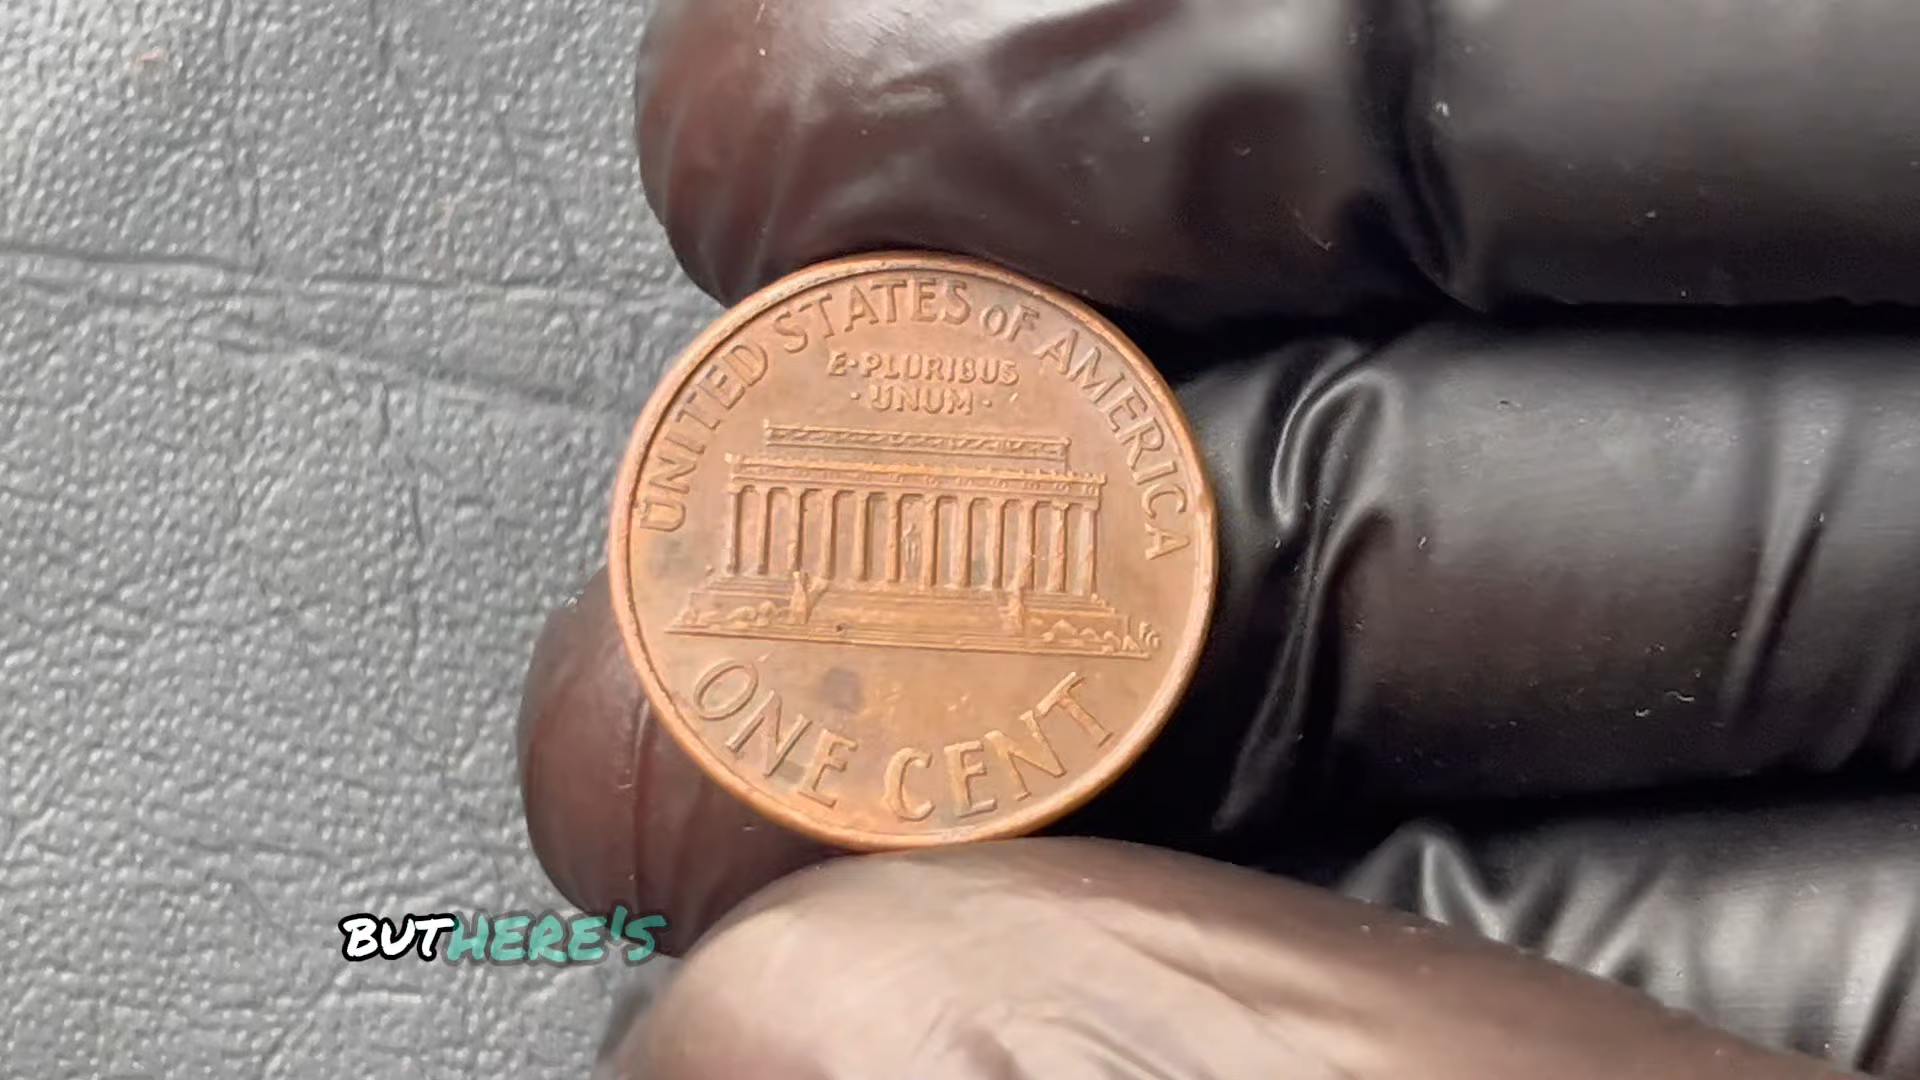 UNITED STATES OF AMERICA
E·PLURIBUS
·UNUM·
ONE CENT
BUT HERE'S